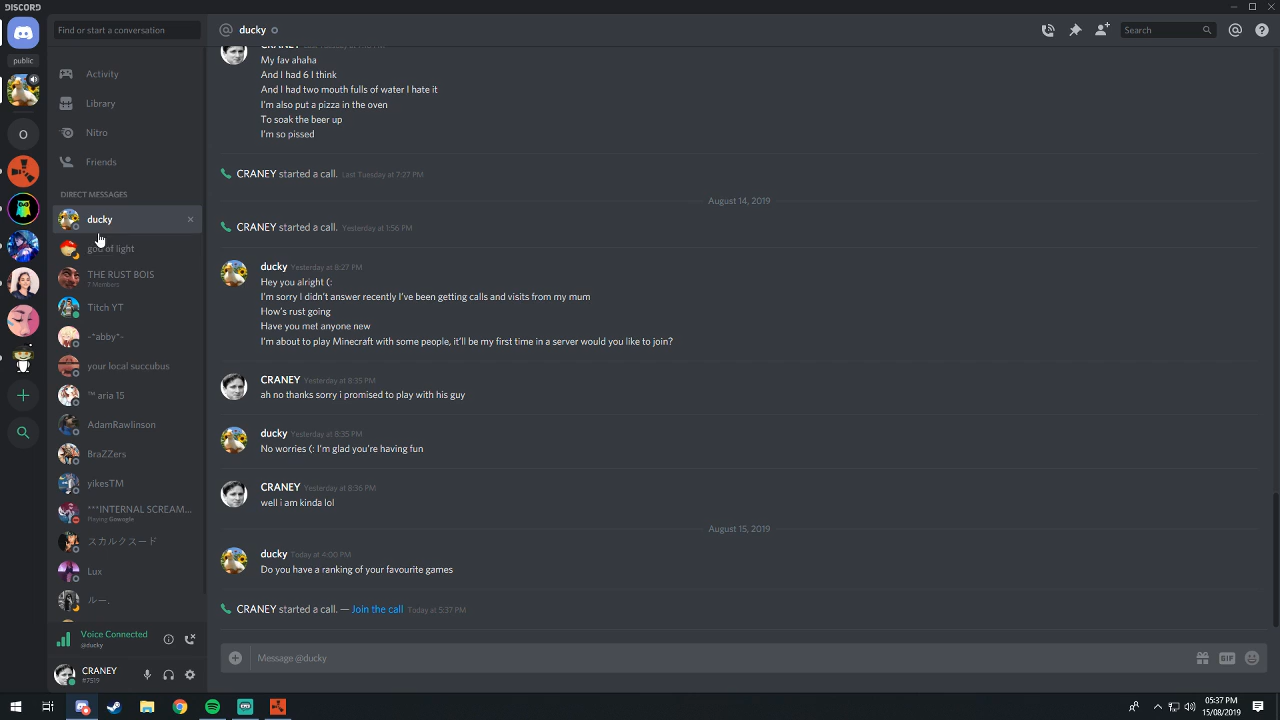 DISCORD
public
O
Find or start a conversation
Activity
Library
Nitro
Friends
DIRECT MESSAGES
ducky
god of light
THE RUST BOIS
7 Members
Titch YT
-*abby*-
your local succubus
™ aria 15
AdamRawlinson
BraZZers
yikesTM
***INTERNAL SCREAM...
Playing Gowogle
スカルクスード
Lux
ルー.
Voice Connected
@ducky
CRANEY
#7519
@ ducky
Search
My fav ahaha
And I had 6 I think
And I had two mouth fulls of water I hate it
I'm also put a pizza in the oven
To soak the beer up
I'm so pissed
CRANEY started a call. Last Tuesday at 7:27 PM
August 14, 2019
CRANEY started a call. Yesterday at 1:56 PM
ducky Yesterday at 8:27 PM
Hey you alright (:
I'm sorry I didn't answer recently I've been getting calls and visits from my mum
How's rust going
Have you met anyone new
I'm about to play Minecraft with some people, it'll be my first time in a server would you like to join?
CRANEY Yesterday at 8:35 PM
ah no thanks sorry i promised to play with his guy
ducky Yesterday at 8:35 PM
No worries (: I'm glad you're having fun
CRANEY Yesterday at 8:36 PM
well i am kinda lol
August 15, 2019
ducky Today at 4:00 PM
Do you have a ranking of your favourite games
CRANEY started a call. — Join the call Today at 5:37 PM
Message @ducky
GIF
05:37 PM
15/08/2019